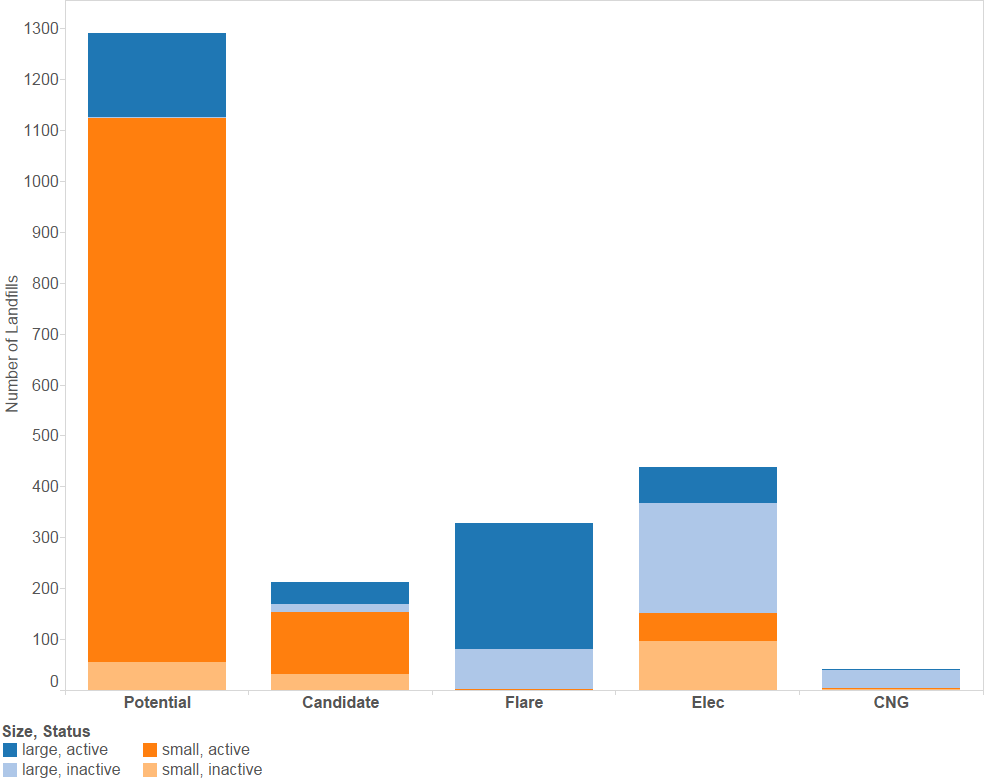 1300
1200
1100
1000
900
800
700
600
500
400
300
200
100
0
Number of Landfills
Potential Candidate Flare Elec CNG
Size, Status
large, active small, active
large, inactive small, inactive